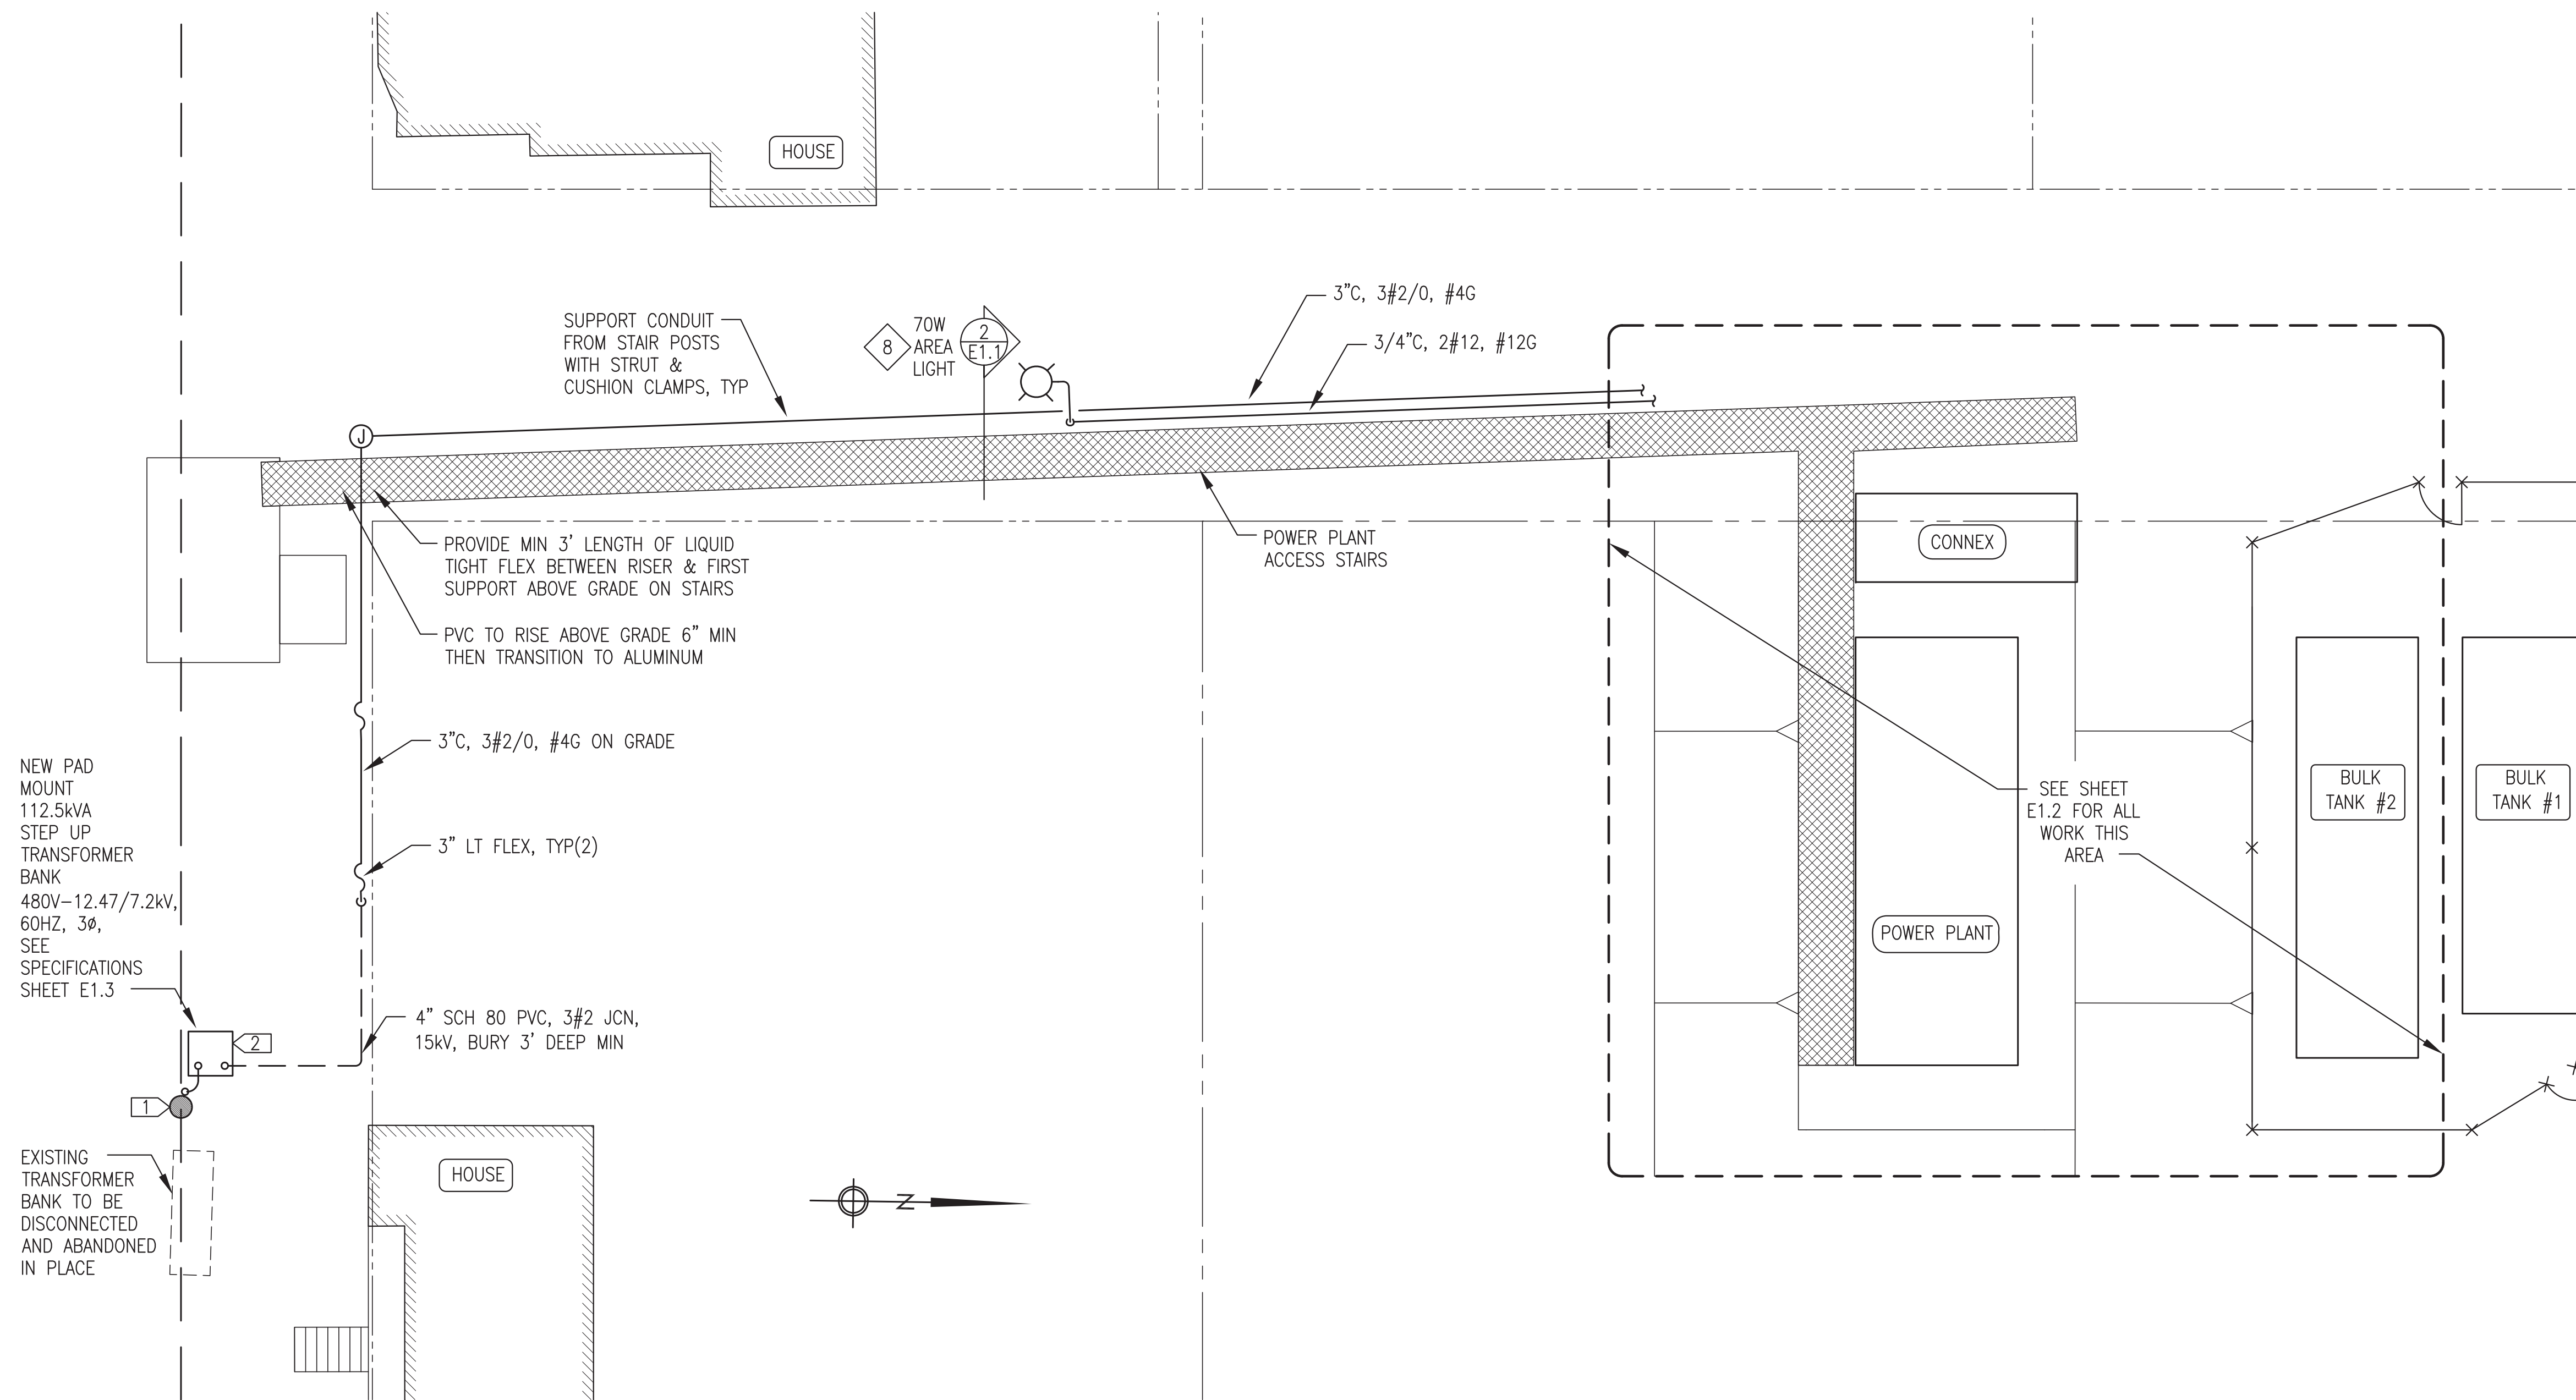 HOUSE
3"C, 3#2/0, #4G
3/4"C, 2#12, #12G
SUPPORT CONDUIT
FROM STAIR POSTS
WITH STRUT &
CUSHION CLAMPS, TYP
8
70W
AREA
LIGHT
2
E1.1
J
PROVIDE MIN 3' LENGTH OF LIQUID
TIGHT FLEX BETWEEN RISER & FIRST
SUPPORT ABOVE GRADE ON STAIRS
POWER PLANT
ACCESS STAIRS
CONNEX
PVC TO RISE ABOVE GRADE 6" MIN
THEN TRANSITION TO ALUMINUM
3"C, 3#2/0, #4G ON GRADE
NEW PAD
MOUNT
112.5kVA
STEP UP
TRANSFORMER
BANK
480V-12.47/7.2kV,
60HZ, 3ø,
SEE
SPECIFICATIONS
SHEET E1.3
3" LT FLEX, TYP(2)
SEE SHEET
E1.2 FOR ALL
WORK THIS
AREA
BULK
TANK #2
BULK
TANK #1
POWER PLANT
4" SCH 80 PVC, 3#2 JCN,
15kV, BURY 3' DEEP MIN
2
1
EXISTING
TRANSFORMER
BANK TO BE
DISCONNECTED
AND ABANDONED
IN PLACE
HOUSE
N